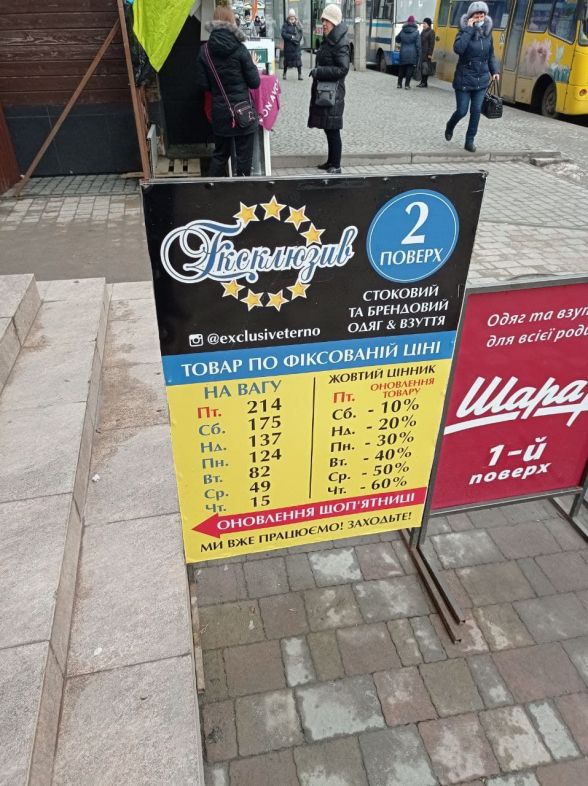 Ексклюзив
2
ПОВЕРХ
СТОКОВИЙ
ТА БРЕНДОВИЙ
ОДЯГ & ВЗУТТЯ
@exclusiveterno
ТОВАР ПО ФІКСОВАНІЙ ЦІНІ
НА ВАГУ
Пт. 214
Сб. 175
Нд. 137
Пн. 124
Вт. 82
Ср. 49
Чт. 15
ЖОВТИЙ ЦІННИК
Пт. ОНОВЛЕННЯ
ТОВАРУ
Сб. - 10%
Нд. - 20%
Пн. - 30%
Вт. - 40%
Ср. - 50%
Чт. - 60%
ОНОВЛЕННЯ ЩОП'ЯТНИЦІ
МИ ВЖЕ ПРАЦЮЄМО! ЗАХОДЬТЕ!
Одяг та взут
для всієї роди
Шара
1-й
поверх